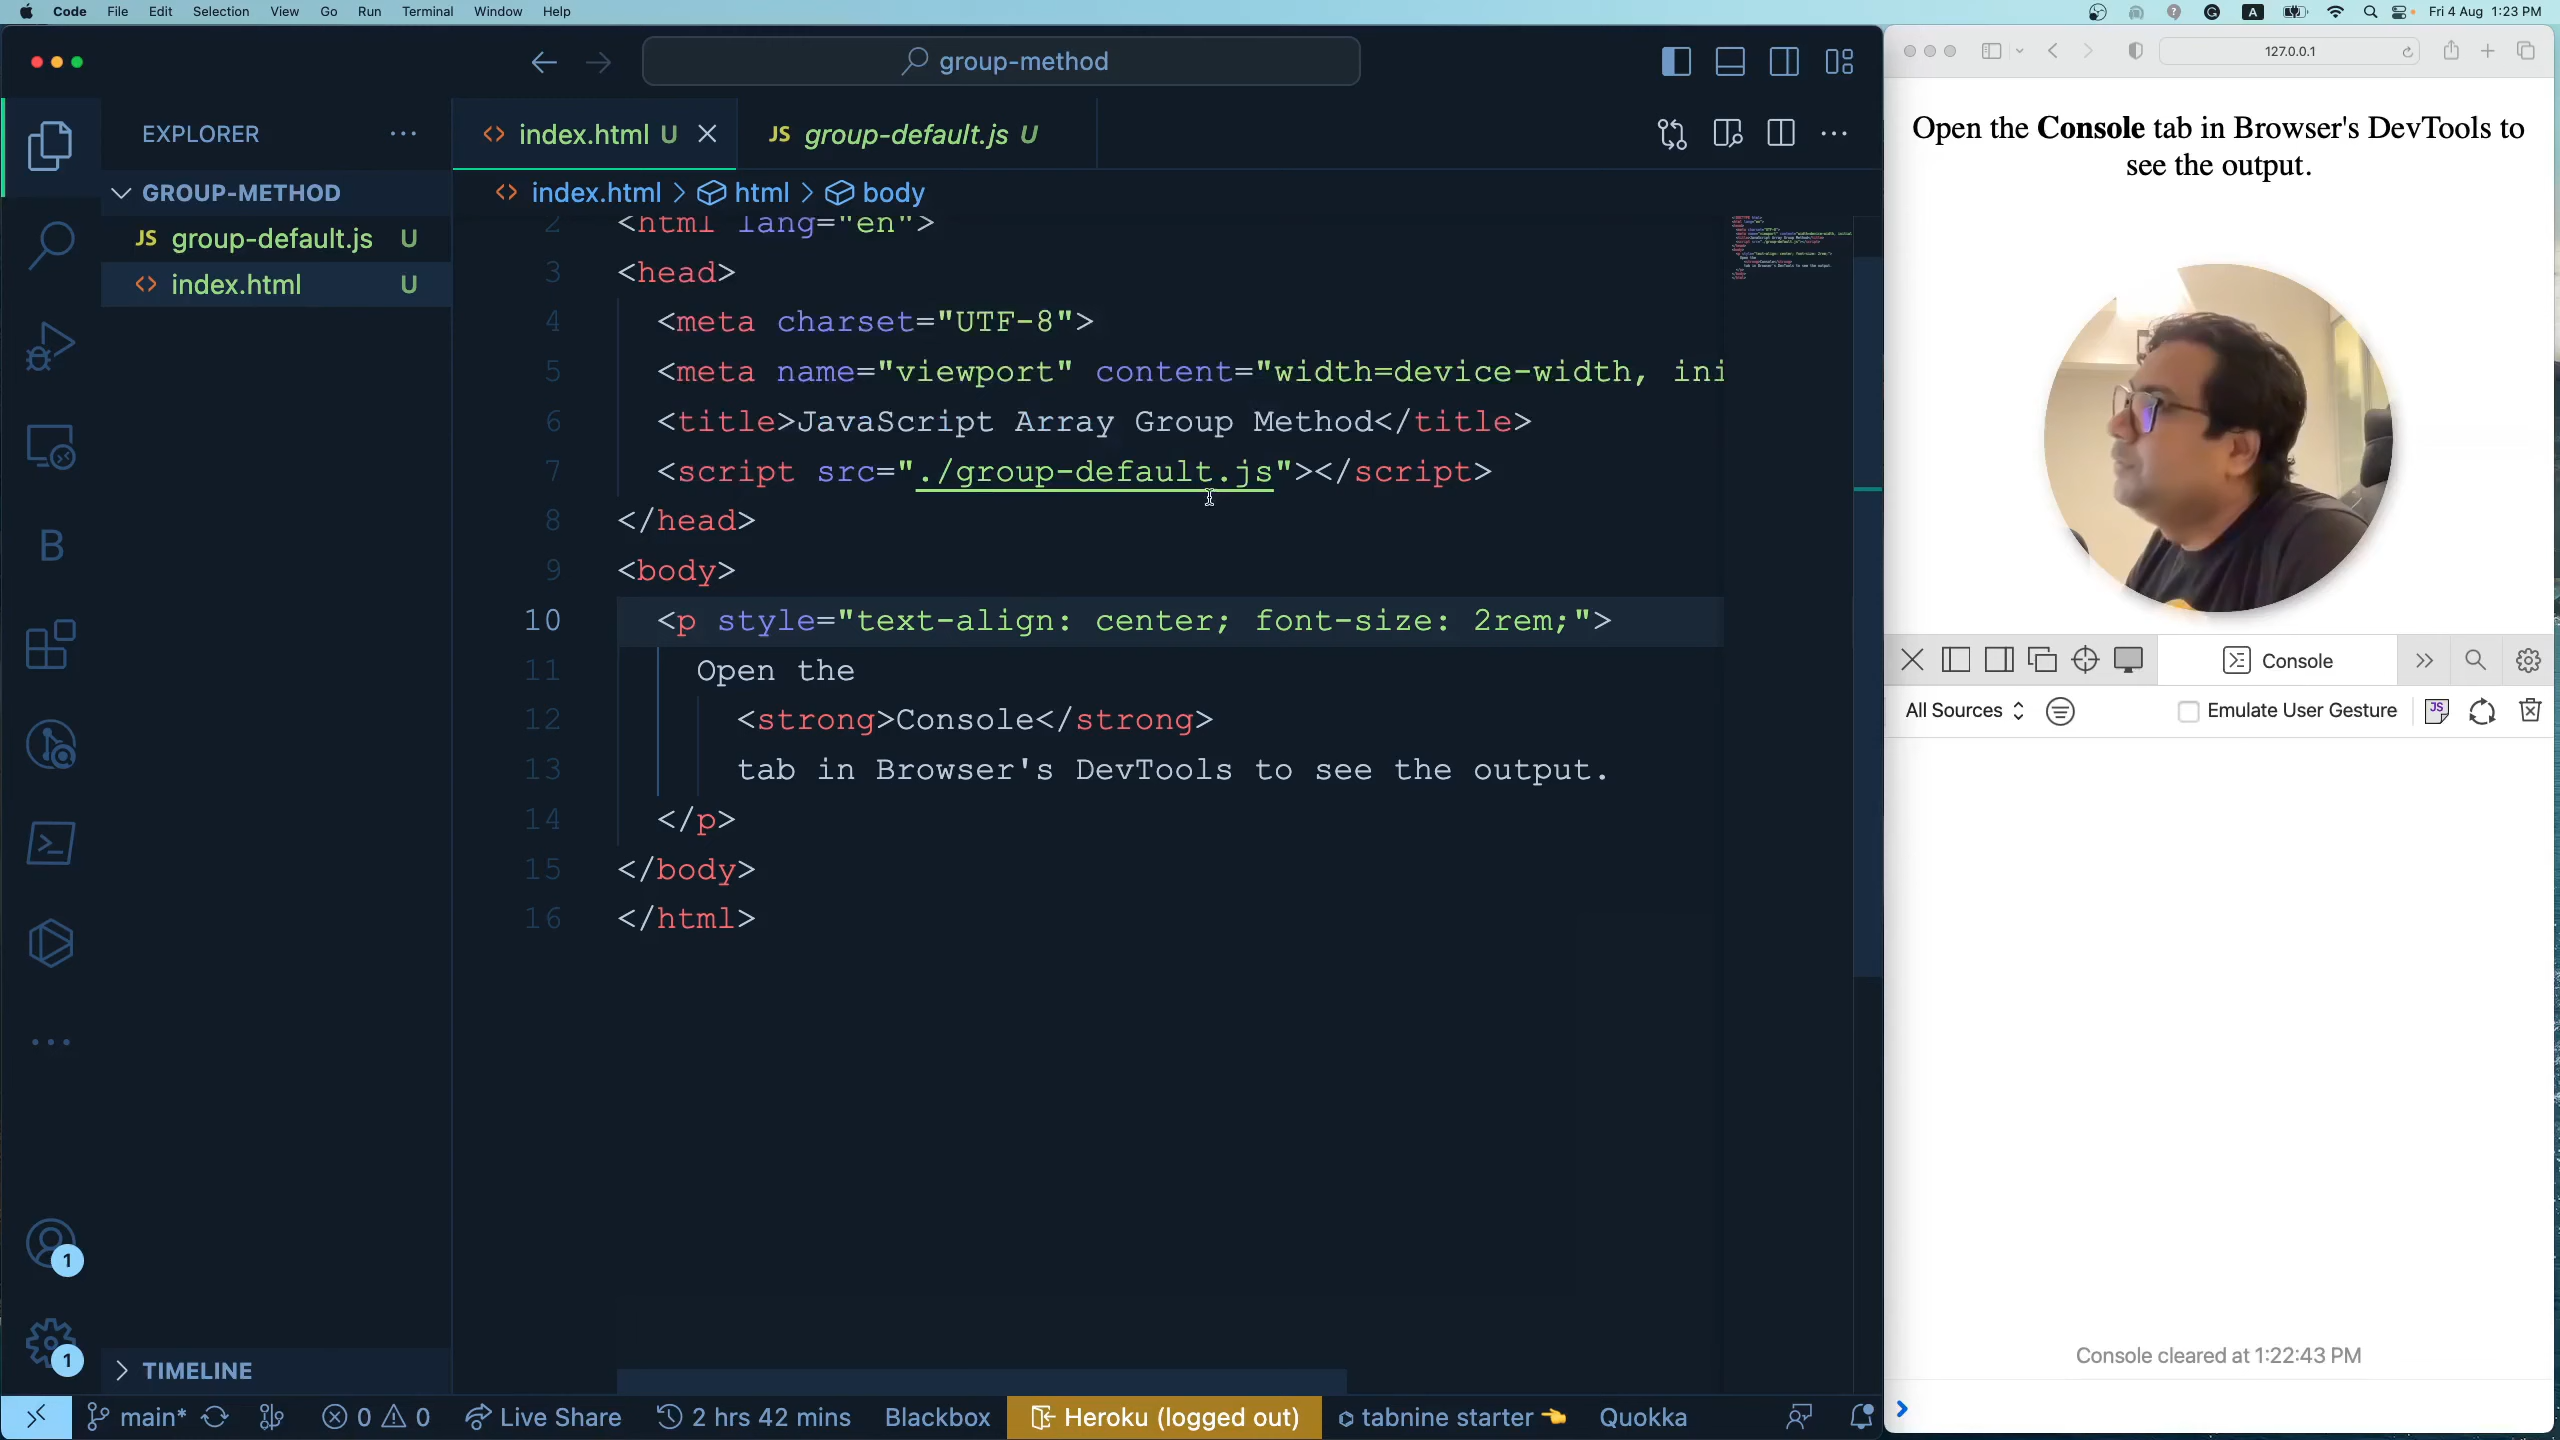 Code File Edit Selection View Go Run Terminal Window Help
A Fri 4 Aug 1:23 PM
group-method
127.0.0.1
EXPLORER
GROUP-METHOD
JS group-default.js U
index.html U
index.html U
JS group-default.js U
index.html > html > body
2 <html lang="en">
3 <head>
4 <meta charset="UTF-8">
5 <meta name="viewport" content="width=device-width, ini
6 <title>JavaScript Array Group Method</title>
7 <script src="./group-default.js"></script>
8 </head>
9 <body>
10 <p style="text-align: center; font-size: 2rem;">
11 Open the
12 <strong>Console</strong>
13 tab in Browser's DevTools to see the output.
14 </p>
15 </body>
16 </html>
B
1
1
TIMELINE
main* 0 0 Live Share 2 hrs 42 mins Blackbox Heroku (logged out) tabnine starter 👈 Quokka
Open the Console tab in Browser's DevTools to
see the output.
Console
All Sources Emulate User Gesture JS
Console cleared at 1:22:43 PM